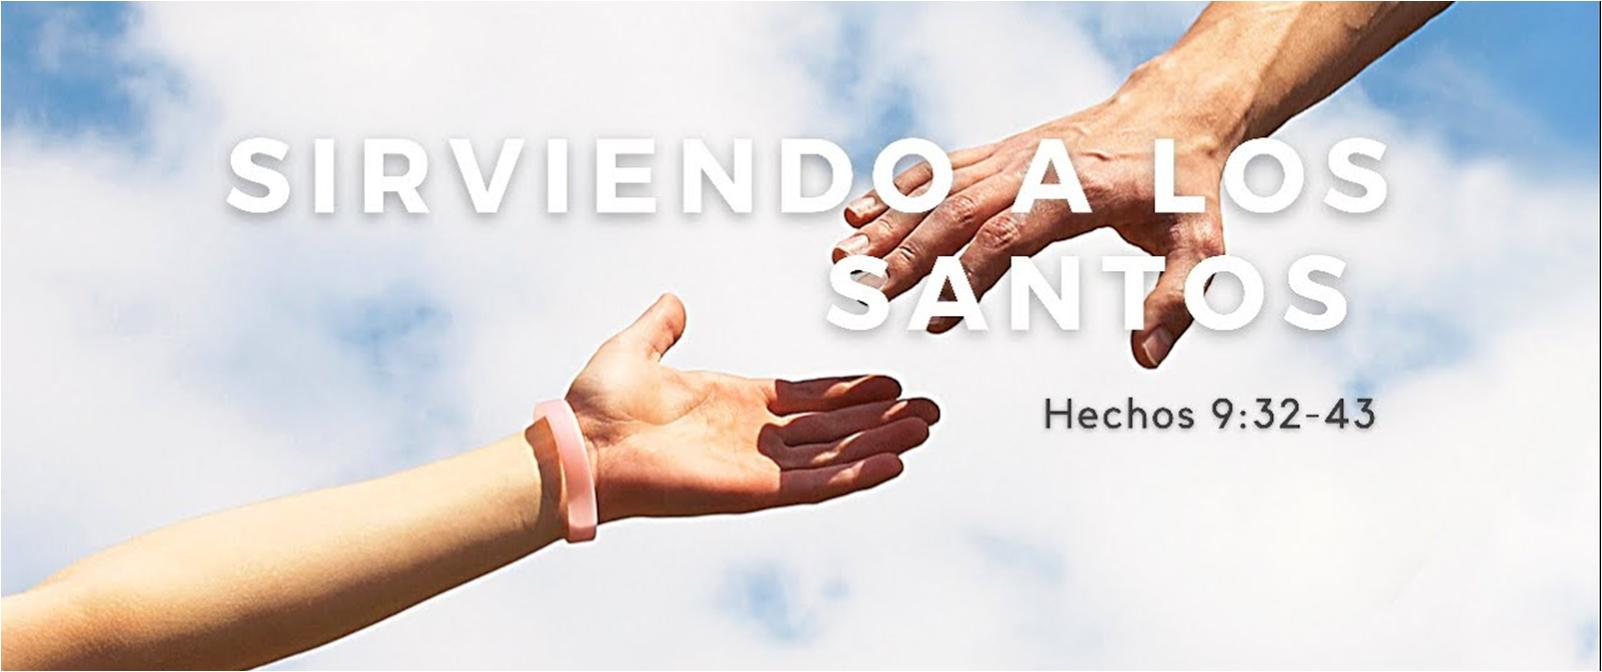 SIRVIENDO A LOS
SANTOS
Hechos 9:32-43